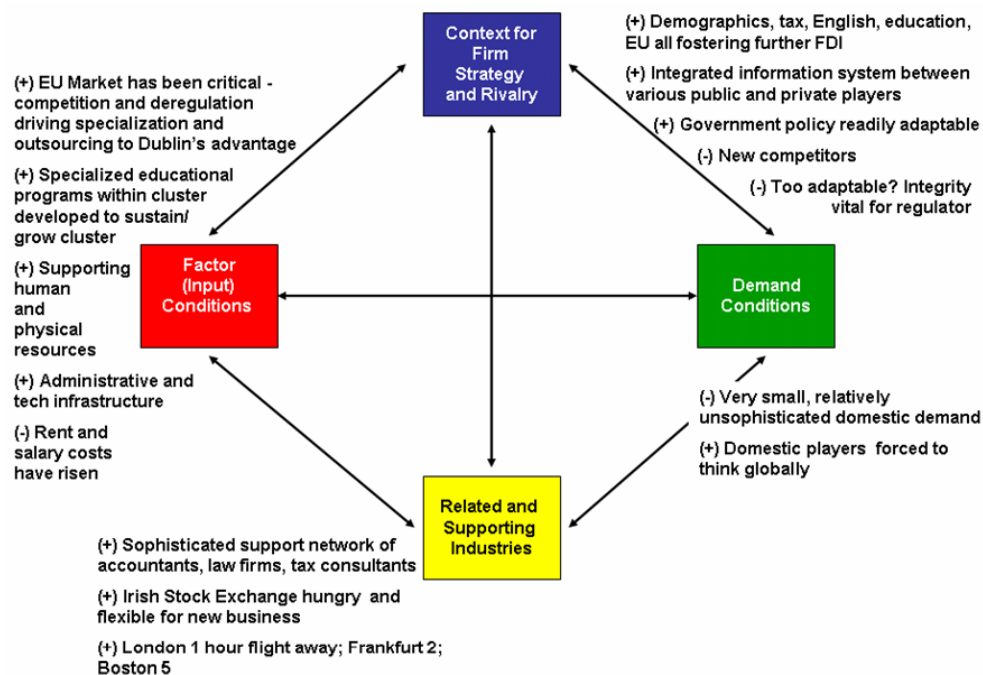 Context for
Firm
Strategy
and Rivalry
(+) Demographics, tax, English, education,
EU all fostering further FDI
(+) Integrated information system between
various public and private players
(+) Government policy readily adaptable
(-) New competitors
(-) Too adaptable? Integrity
vital for regulator
(+) EU Market has been critical -
competition and deregulation
driving specialization and
outsourcing to Dublin's advantage
(+) Specialized educational
programs within cluster
developed to sustain/
grow cluster
(+) Supporting
human
and
physical
resources
(+) Administrative and
tech infrastructure
(-) Rent and
salary costs
have risen
Factor
(Input)
Conditions
Demand
Conditions
(-) Very small, relatively
unsophisticated domestic demand
(+) Domestic players forced to
think globally
Related and
Supporting
Industries
(+) Sophisticated support network of
accountants, law firms, tax consultants
(+) Irish Stock Exchange hungry and
flexible for new business
(+) London 1 hour flight away; Frankfurt 2;
Boston 5